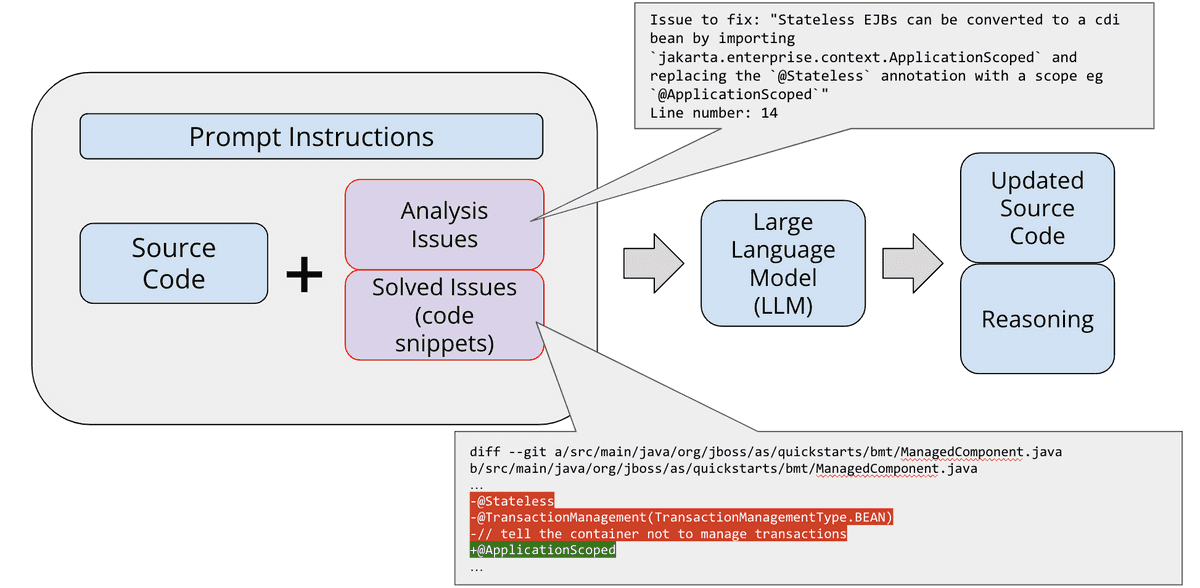 Issue to fix: "Stateless EJBs can be converted to a cdi
bean by importing
`jakarta.enterprise.context.ApplicationScoped` and
replacing the `@Stateless` annotation with a scope eg
`@ApplicationScoped`"
Line number: 14
Prompt Instructions
Source
Code
+
Analysis
Issues
Solved Issues
(code
snippets)
Large
Language
Model
(LLM)
Updated
Source
Code
Reasoning
diff --git a/src/main/java/org/jboss/as/quickstarts/bmt/ManagedComponent.java
b/src/main/java/org/jboss/as/quickstarts/bmt/ManagedComponent.java
...
-@Stateless
-@TransactionManagement(TransactionManagementType.BEAN)
-// tell the container not to manage transactions
+@ApplicationScoped
...